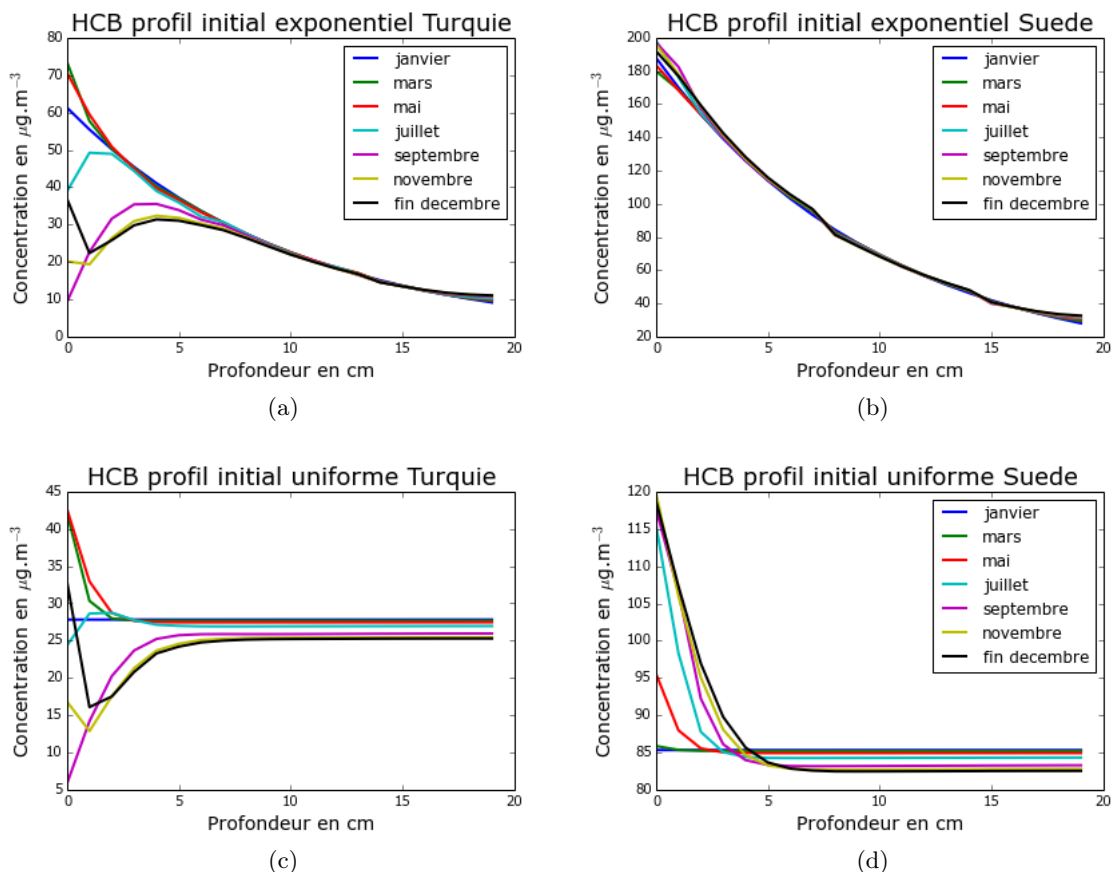 HCB profil initial exponentiel Turquie
80
70
60
50
40
30
20
10
0
Concentration en μg.m⁻³
janvier
mars
mai
juillet
septembre
novembre
fin decembre
0 5 10 15 20
Profondeur en cm
(a)
HCB profil initial exponentiel Suede
200
180
160
140
120
100
80
60
40
20
Concentration en μg.m⁻³
janvier
mars
mai
juillet
septembre
novembre
fin decembre
0 5 10 15 20
Profondeur en cm
(b)
HCB profil initial uniforme Turquie
45
40
35
30
25
20
15
10
5
Concentration en μg.m⁻³
0 5 10 15 20
Profondeur en cm
(c)
HCB profil initial uniforme Suede
120
115
110
105
100
95
90
85
80
Concentration en μg.m⁻³
janvier
mars
mai
juillet
septembre
novembre
fin decembre
0 5 10 15 20
Profondeur en cm
(d)